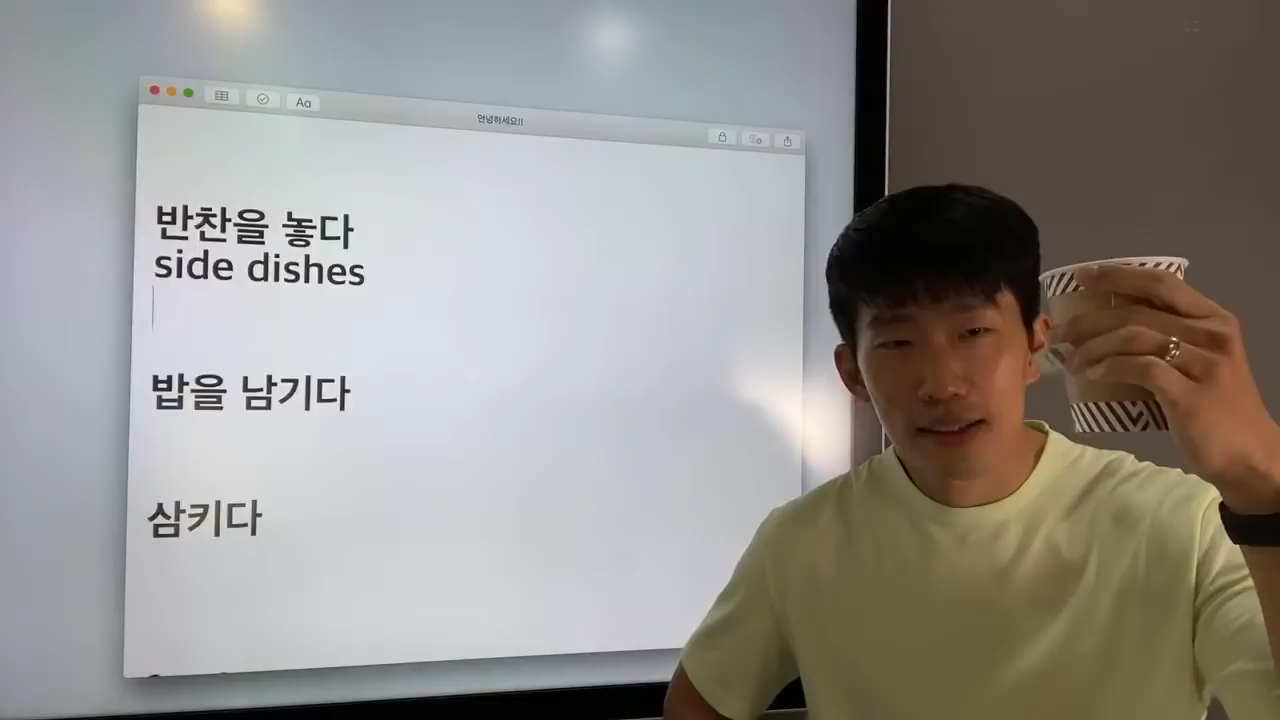 Aa
안녕하세요!!
반찬을 놓다
side dishes
밥을 남기다
삼키다